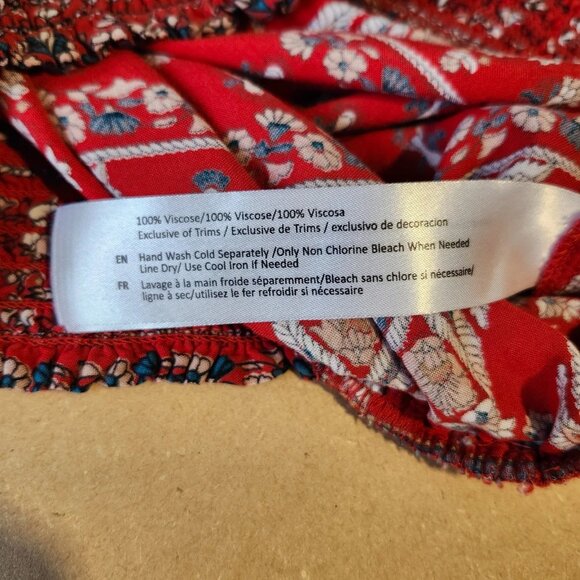 100% Viscose/100% Viscose/100% Viscosa
Exclusive of Trims / Exclusive de Trims / exclusivo de decoracion
EN Hand Wash Cold Separately /Only Non Chlorine Bleach When Needed
Line Dry/ Use Cool Iron If Needed
FR Lavage à la main froide séparemment/Bleach sans chlore si nécessaire/
ligne à sec/utilisez le fer refroidir si nécessaire